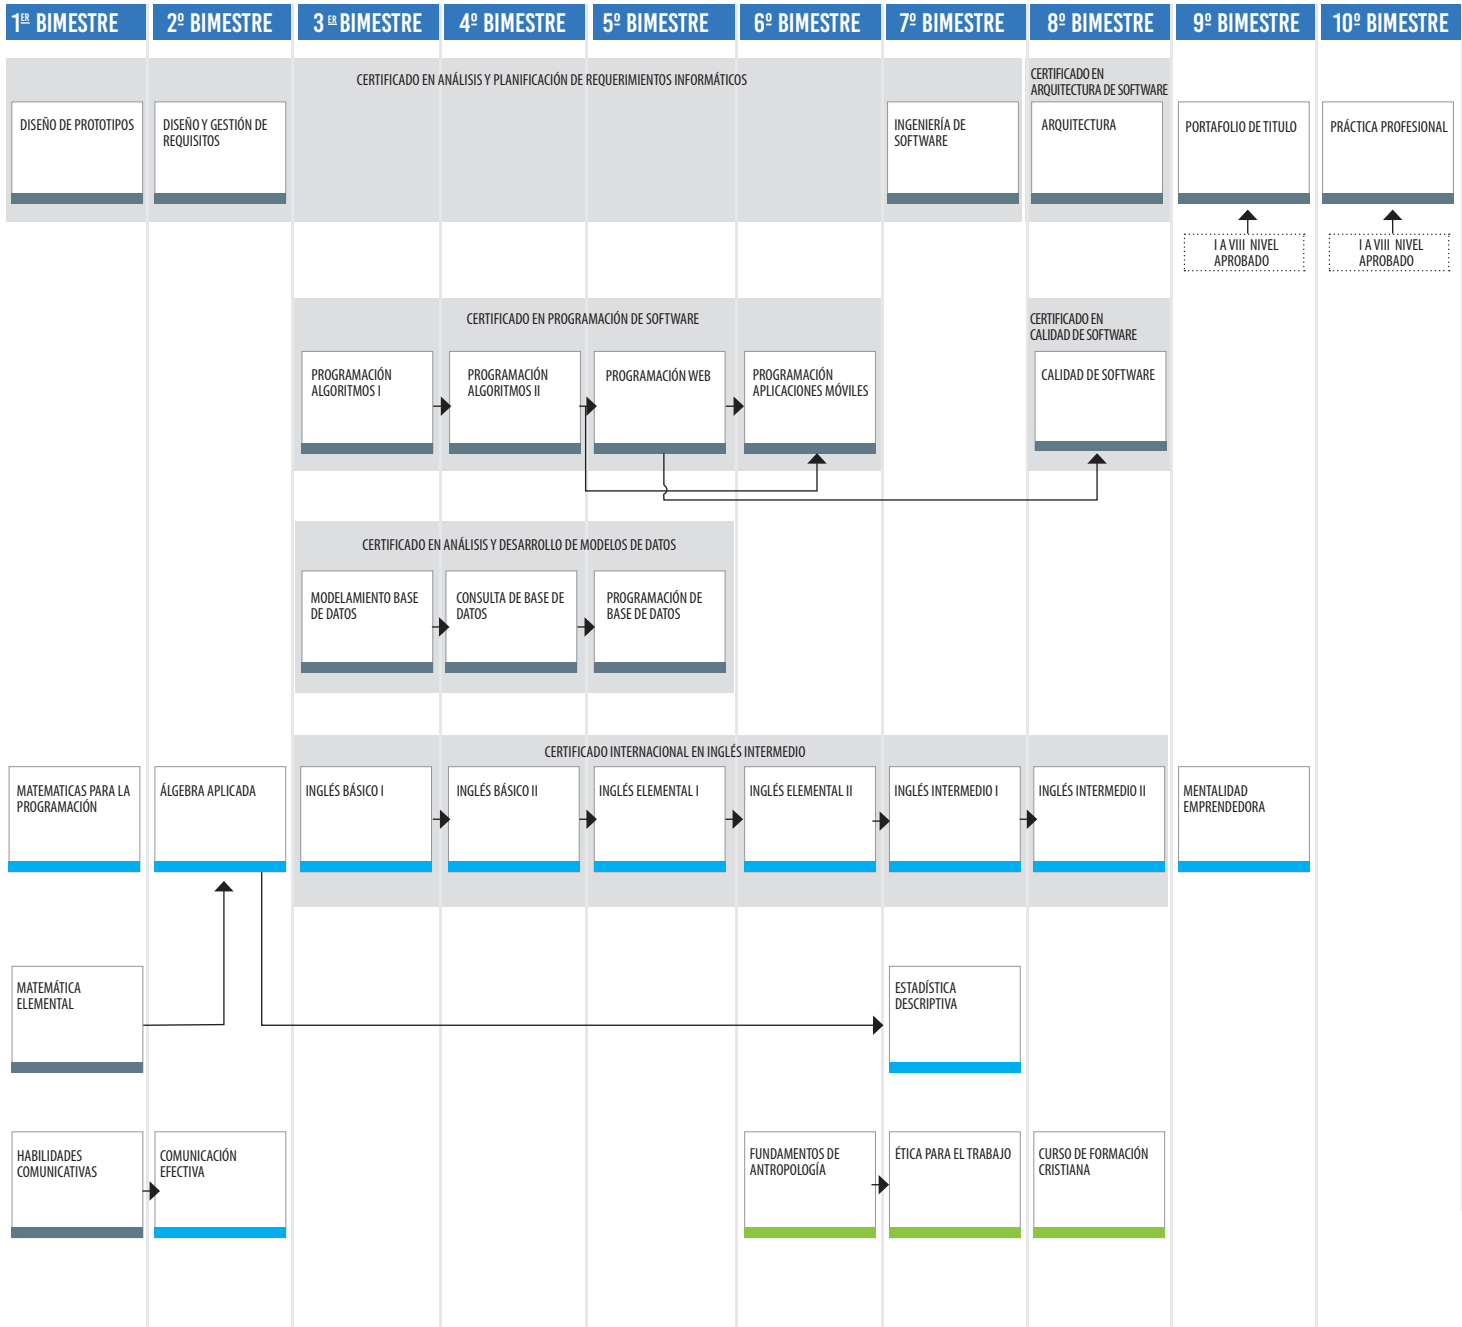 1ER BIMESTRE
2º BIMESTRE
3 ER BIMESTRE
4º BIMESTRE
5º BIMESTRE
6º BIMESTRE
7º BIMESTRE
8º BIMESTRE
9º BIMESTRE
10º BIMESTRE
CERTIFICADO EN ANÁLISIS Y PLANIFICACIÓN DE REQUERIMIENTOS INFORMÁTICOS
CERTIFICADO EN
ARQUITECTURA DE SOFTWARE
DISEÑO DE PROTOTIPOS
DISEÑO Y GESTIÓN DE
REQUISITOS
INGENIERÍA DE
SOFTWARE
ARQUITECTURA
PORTAFOLIO DE TITULO
PRÁCTICA PROFESIONAL
I A VIII NIVEL
APROBADO
I A VIII NIVEL
APROBADO
CERTIFICADO EN PROGRAMACIÓN DE SOFTWARE
CERTIFICADO EN
CALIDAD DE SOFTWARE
PROGRAMACIÓN
ALGORITMOS I
PROGRAMACIÓN
ALGORITMOS II
PROGRAMACIÓN WEB
PROGRAMACIÓN
APLICACIONES MÓVILES
CALIDAD DE SOFTWARE
CERTIFICADO EN ANÁLISIS Y DESARROLLO DE MODELOS DE DATOS
MODELAMIENTO BASE
DE DATOS
CONSULTA DE BASE DE
DATOS
PROGRAMACIÓN DE
BASE DE DATOS
CERTIFICADO INTERNACIONAL EN INGLÉS INTERMEDIO
MATEMATICAS PARA LA
PROGRAMACIÓN
ÁLGEBRA APLICADA
INGLÉS BÁSICO I
INGLÉS BÁSICO II
INGLÉS ELEMENTAL I
INGLÉS ELEMENTAL II
INGLÉS INTERMEDIO I
INGLÉS INTERMEDIO II
MENTALIDAD
EMPRENDEDORA
MATEMÁTICA
ELEMENTAL
ESTADÍSTICA
DESCRIPTIVA
HABILIDADES
COMUNICATIVAS
COMUNICACIÓN
EFECTIVA
FUNDAMENTOS DE
ANTROPOLOGÍA
ÉTICA PARA EL TRABAJO
CURSO DE FORMACIÓN
CRISTIANA